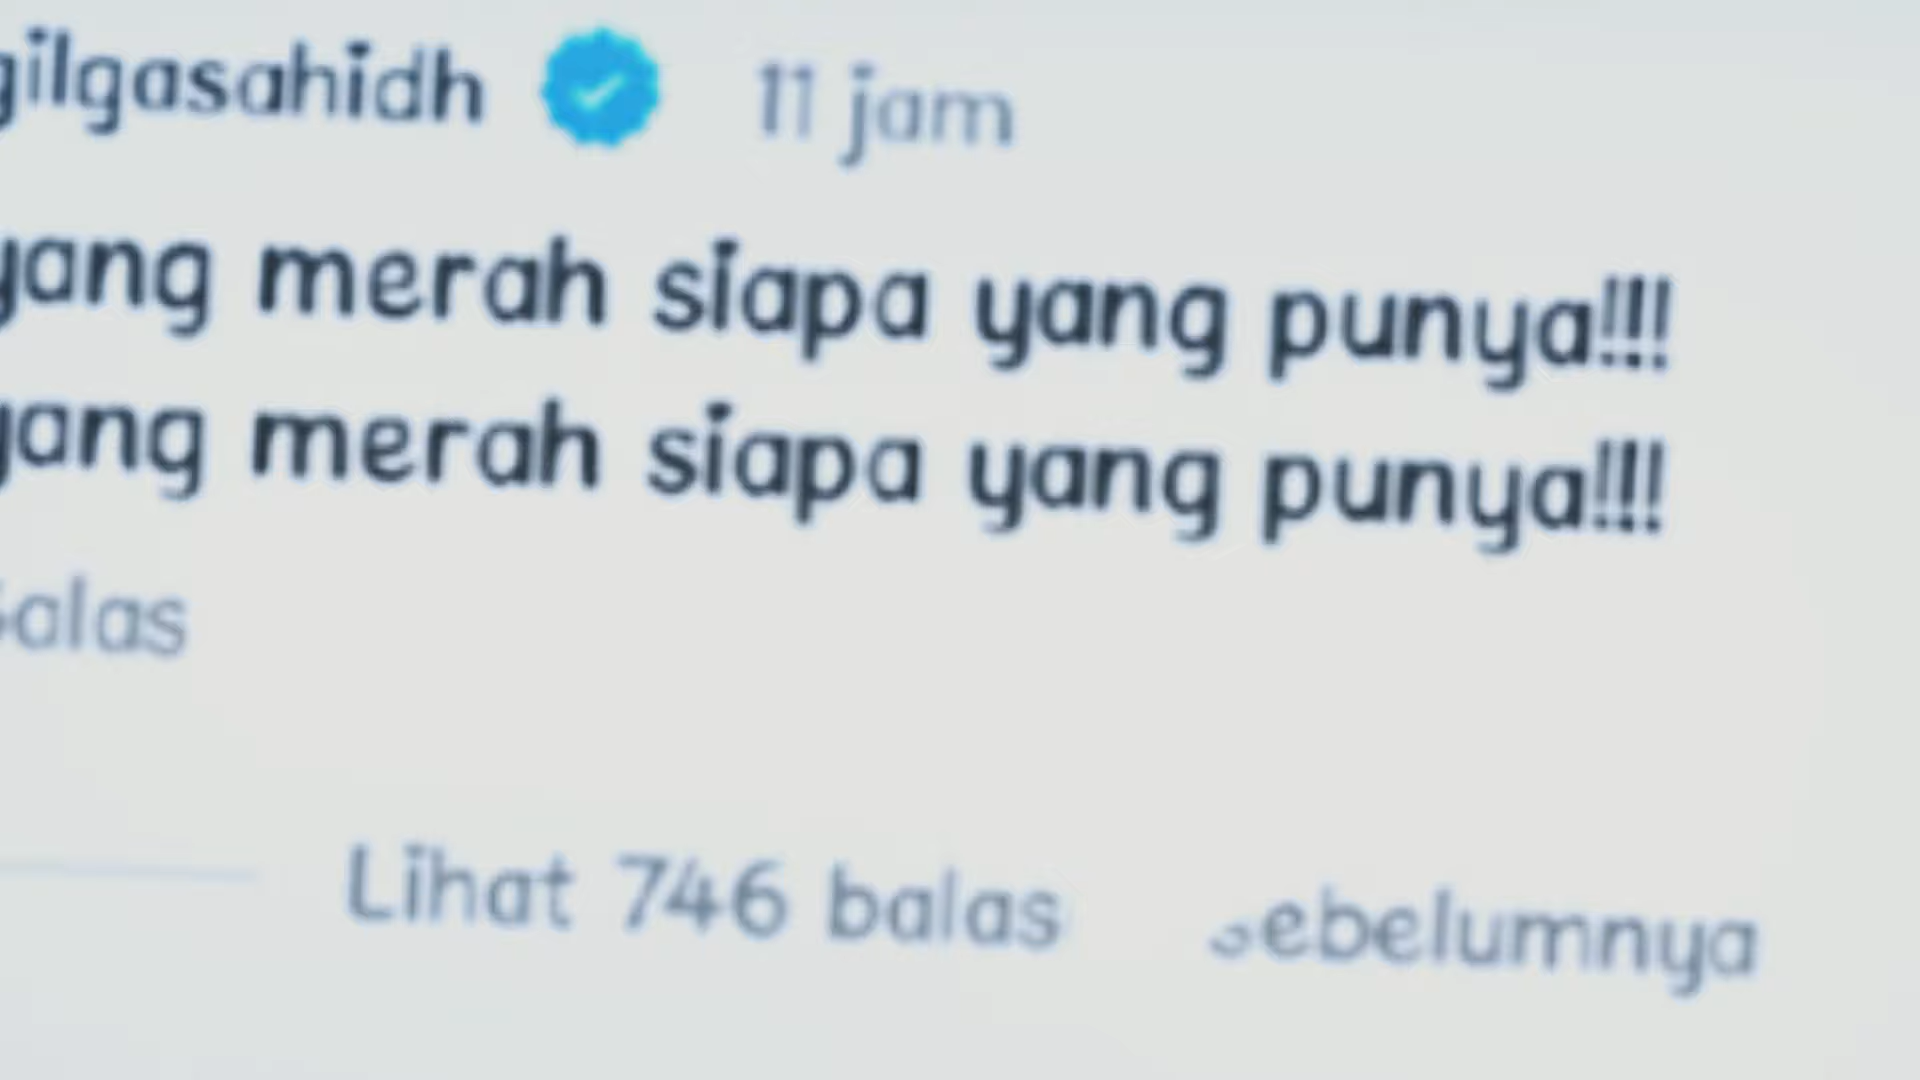 gilgasahidh 11 jam
yang merah siapa yang punya!!!
yang merah siapa yang punya!!!
Balas
Lihat 746 balas sebelumnya